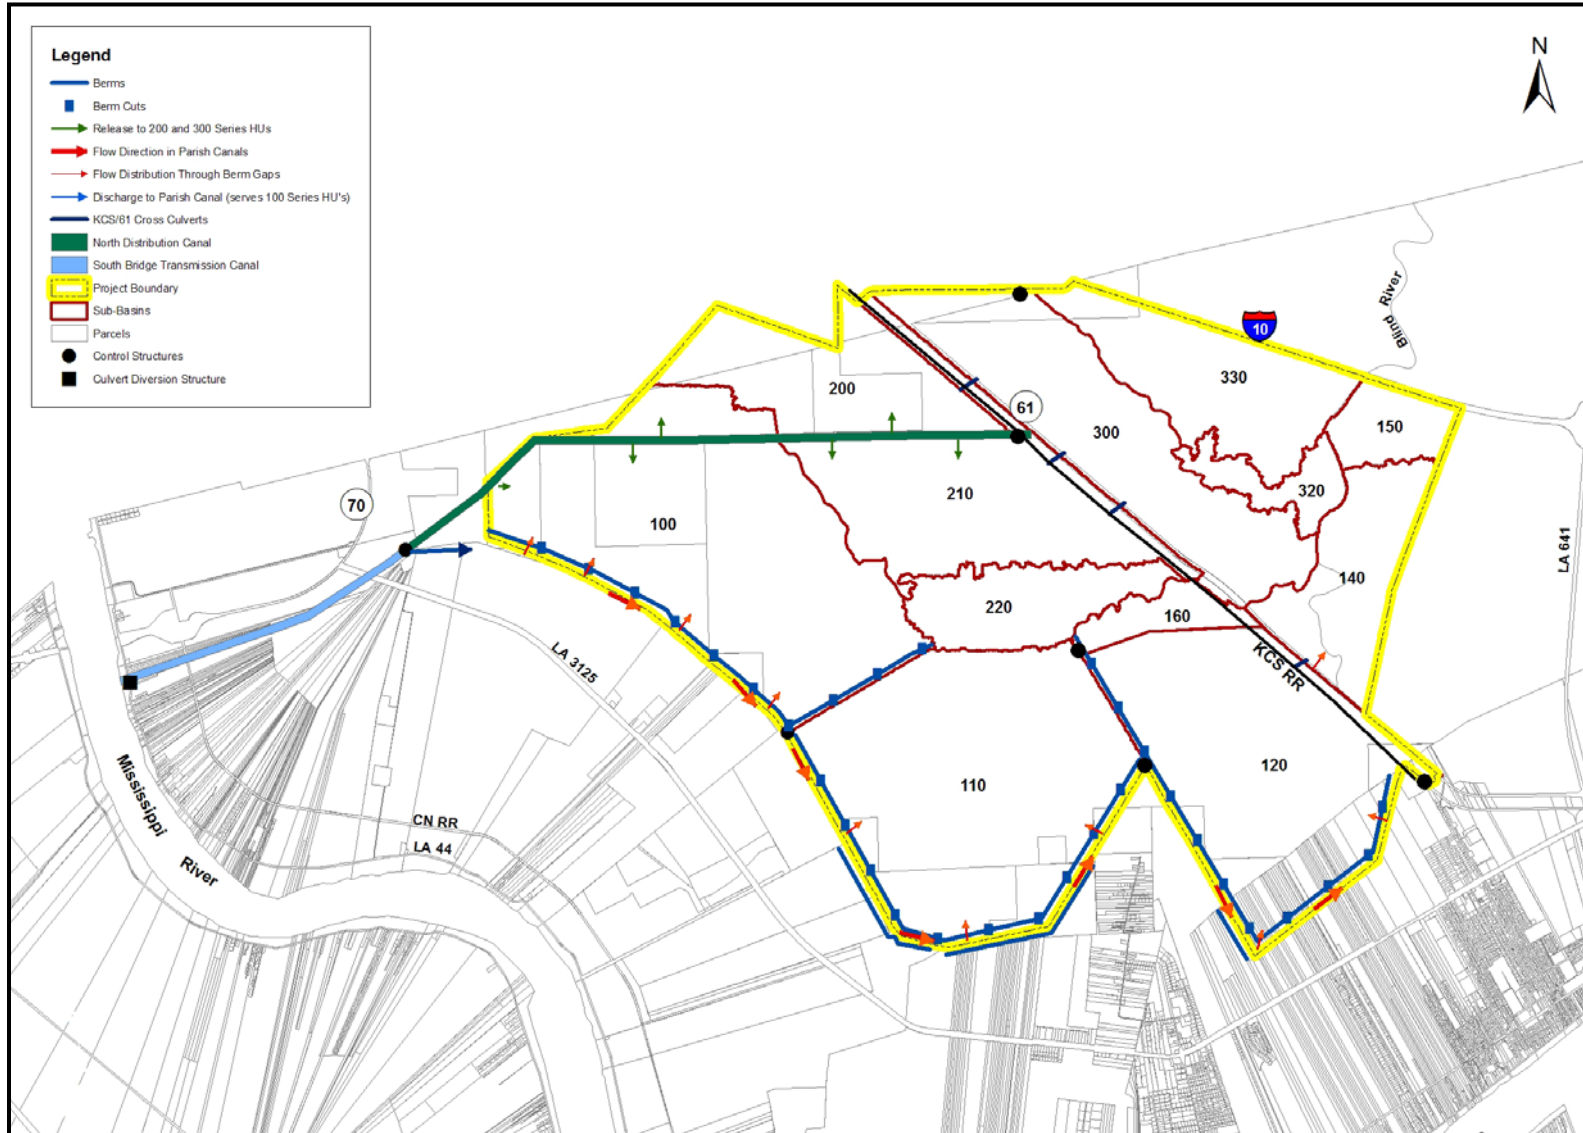 Legend
Berms
Berm Cuts
Release to 200 and 300 Series HUs
Flow Direction in Parish Canals
Flow Distribution Through Berm Gaps
Discharge to Parish Canal (serves 100 Series HU's)
KCS/61 Cross Culverts
North Distribution Canal
South Bridge Transmission Canal
Project Boundary
Sub-Basins
Parcels
Control Structures
Culvert Diversion Structure
N
Blind River
10
330
200
61
300
150
320
210
70
100
LA 641
140
220
160
LA 3125
KCS RR
Mississippi
River
110
120
CN RR
LA 44